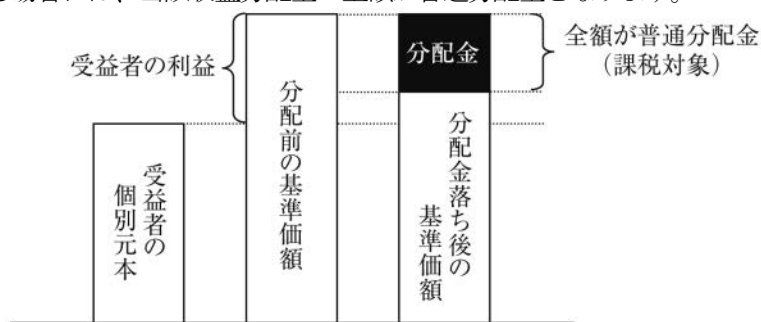 受益者の利益
分配金
全額が普通分配金
(課税対象)
受益者の
個別元本
分配前の基準価額
分配金落ち後の
基準価額